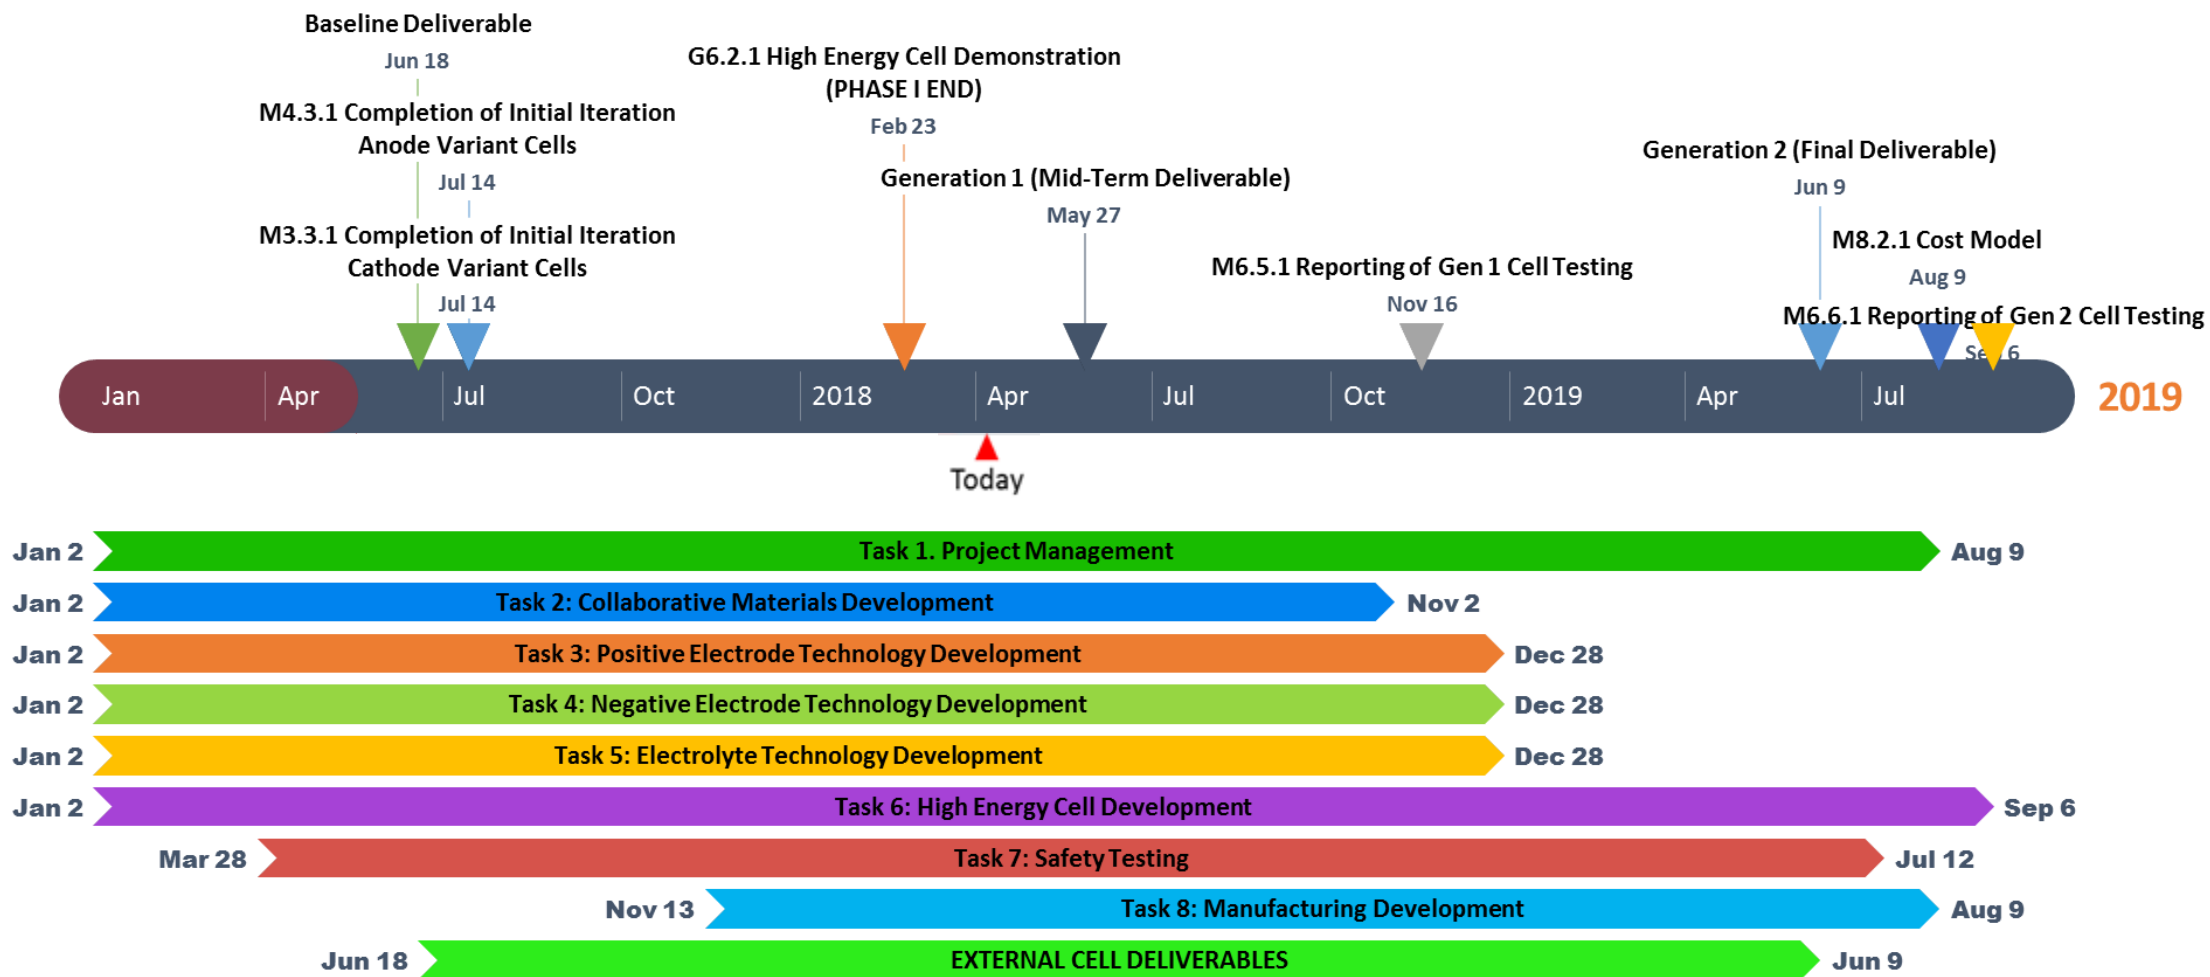 Baseline Deliverable
Jun 18
M4.3.1 Completion of Initial Iteration
Anode Variant Cells
Jul 14
M3.3.1 Completion of Initial Iteration
Cathode Variant Cells
Jul 14
G6.2.1 High Energy Cell Demonstration
(PHASE I END)
Feb 23
Generation 1 (Mid-Term Deliverable)
May 27
M6.5.1 Reporting of Gen 1 Cell Testing
Nov 16
Generation 2 (Final Deliverable)
Jun 9
M8.2.1 Cost Model
Aug 9
M6.6.1 Reporting of Gen 2 Cell Testing
Sep 6
Jan Apr Jul Oct 2018 Apr Jul Oct 2019 Apr Jul 2019
Today
Jan 2 Task 1. Project Management Aug 9
Jan 2 Task 2: Collaborative Materials Development Nov 2
Jan 2 Task 3: Positive Electrode Technology Development Dec 28
Jan 2 Task 4: Negative Electrode Technology Development Dec 28
Jan 2 Task 5: Electrolyte Technology Development Dec 28
Jan 2 Task 6: High Energy Cell Development Sep 6
Mar 28 Task 7: Safety Testing Jul 12
Nov 13 Task 8: Manufacturing Development Aug 9
Jun 18 EXTERNAL CELL DELIVERABLES Jun 9